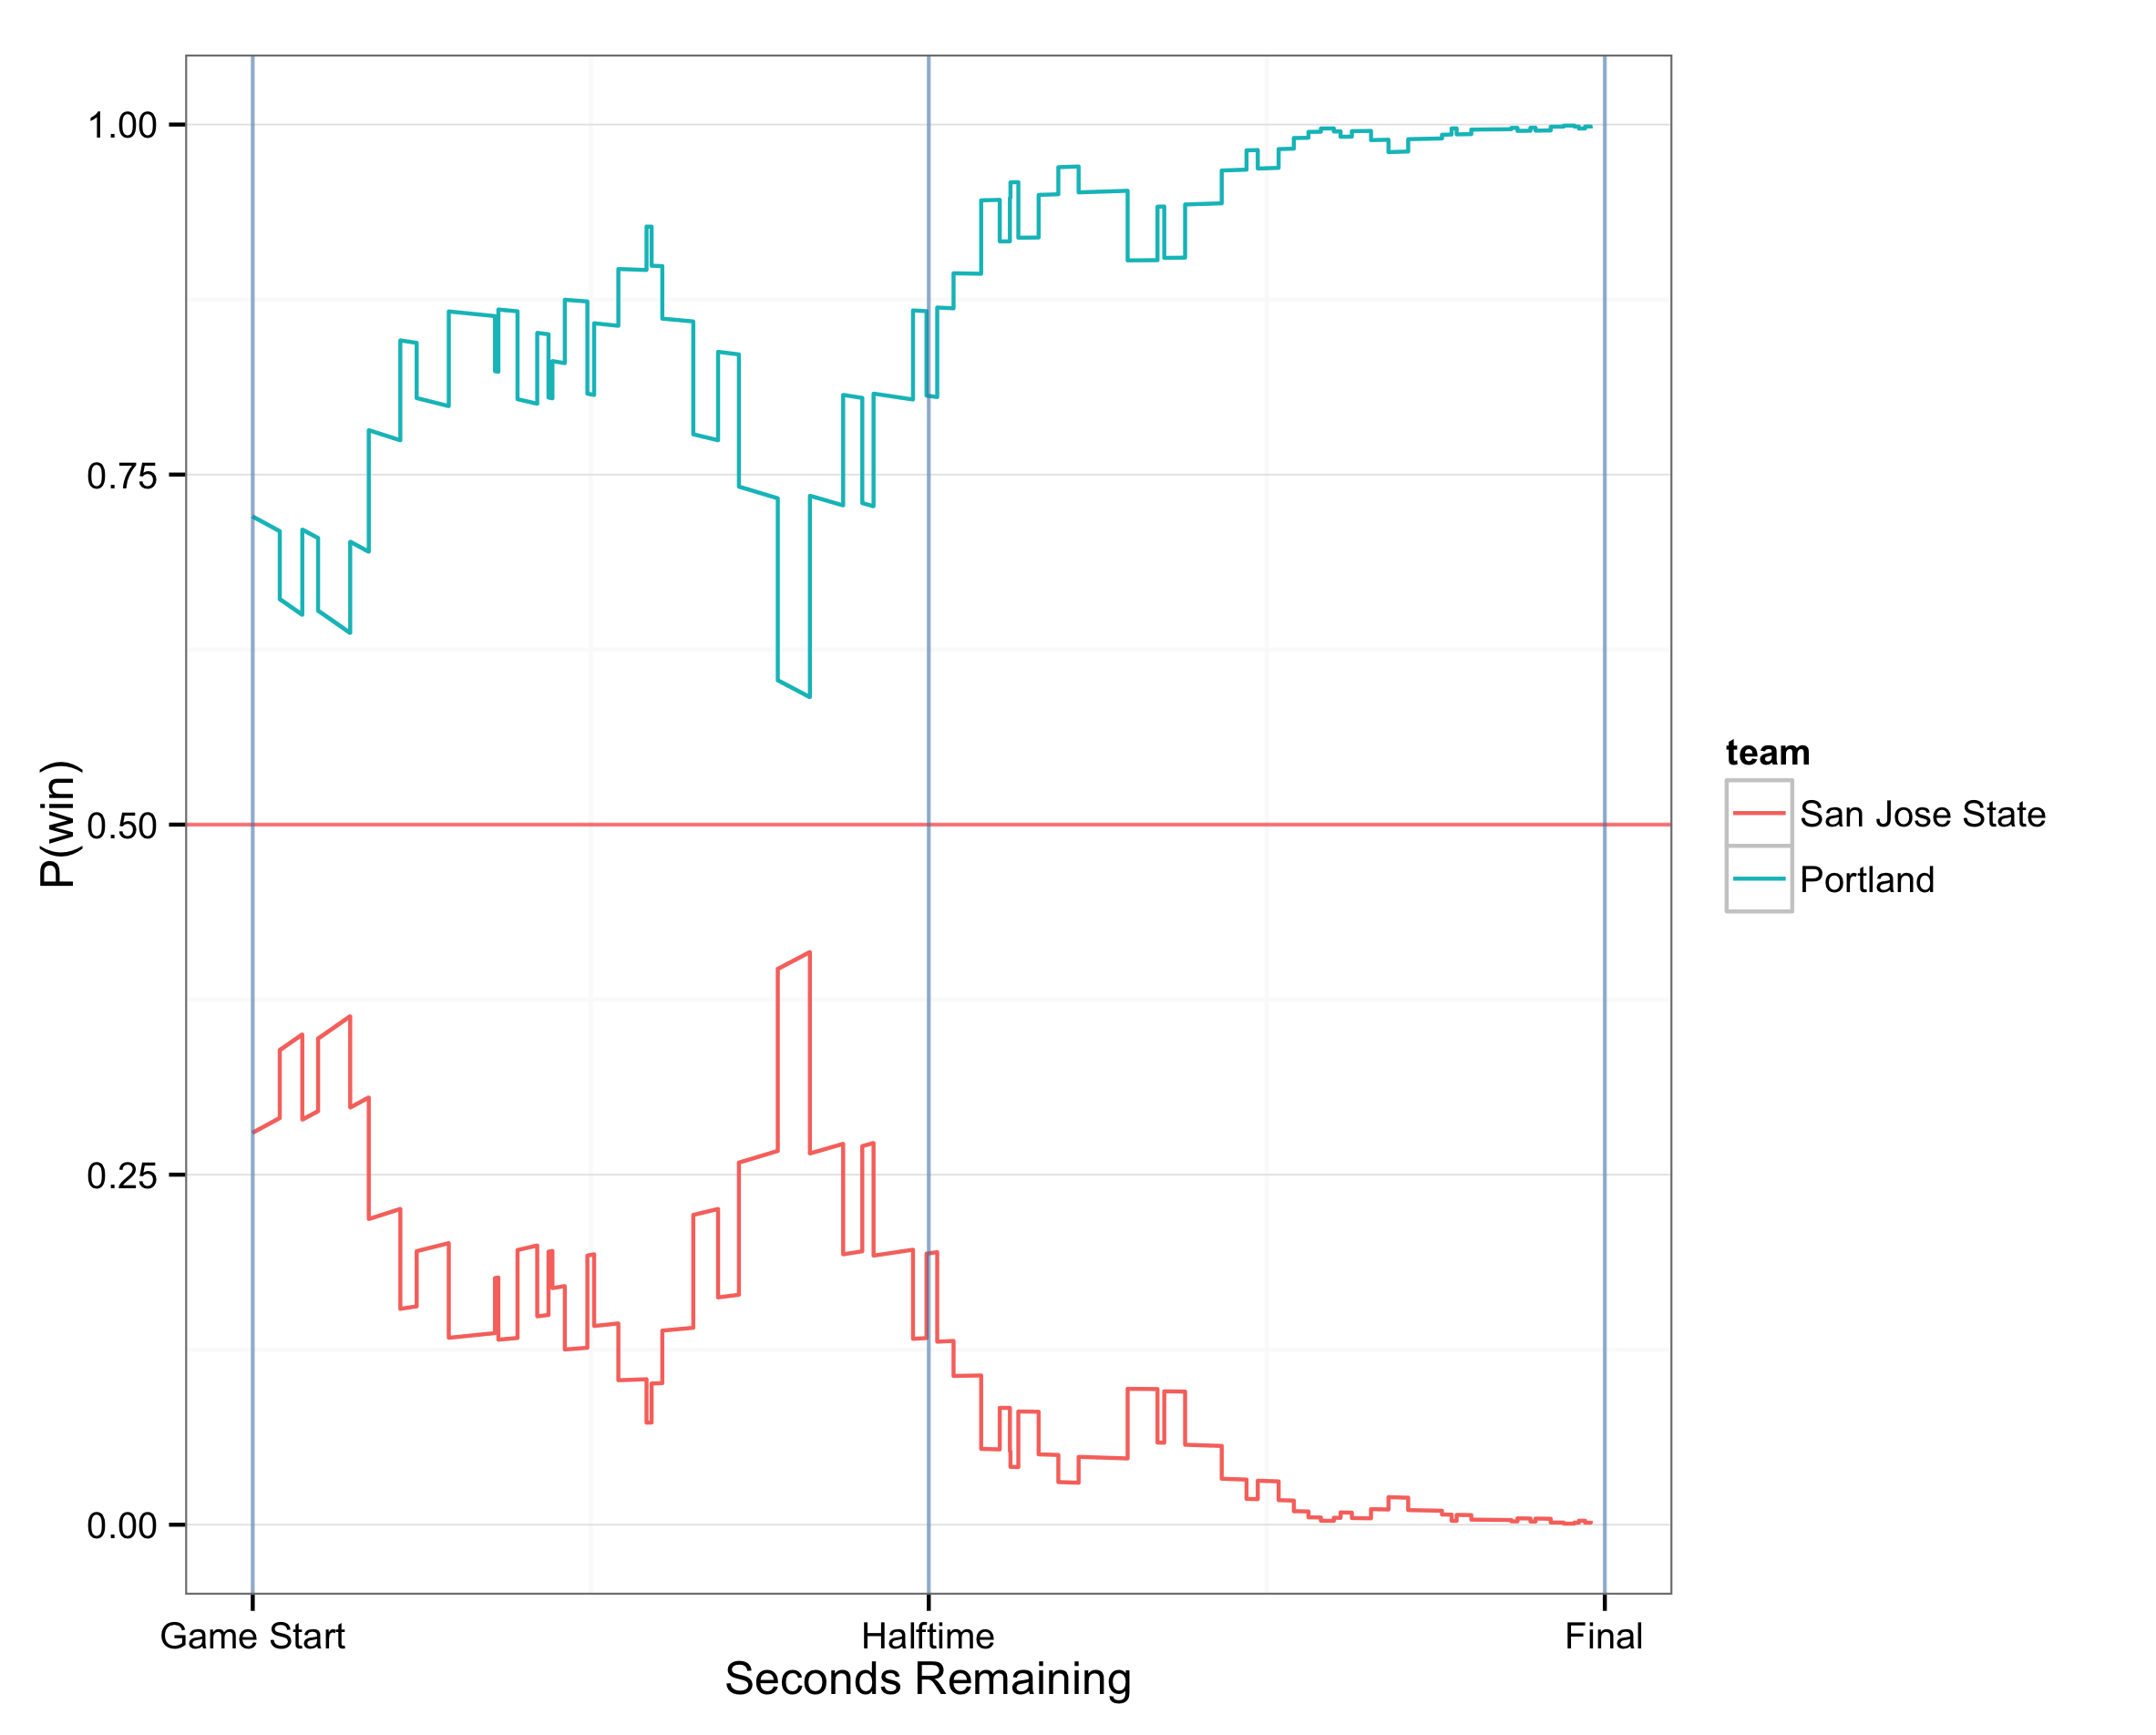 1.00
0.75
0.50
0.25
0.00
P(win)
Game Start
Halftime
Final
Seconds Remaining
team
San Jose State
Portland